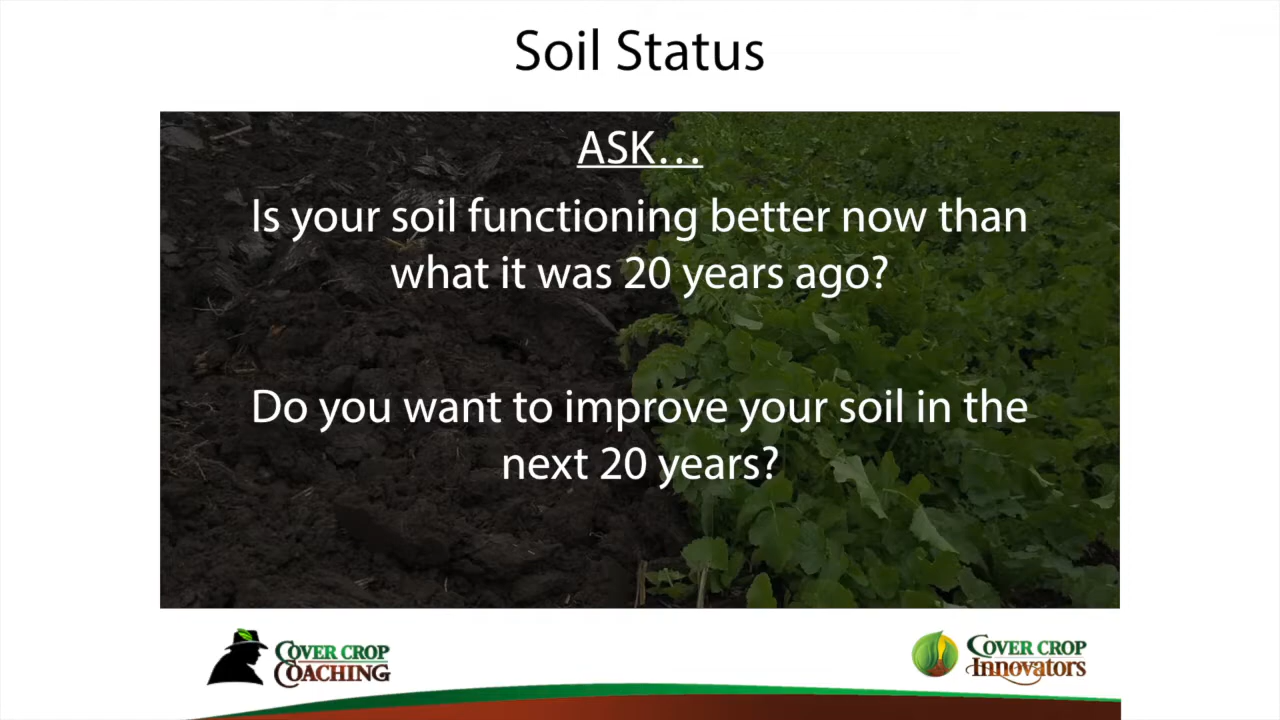 Soil Status
ASK…
Is your soil functioning better now than
what it was 20 years ago?
Do you want to improve your soil in the
next 20 years?
COVER CROP
COACHING
COVER CROP
Innovators